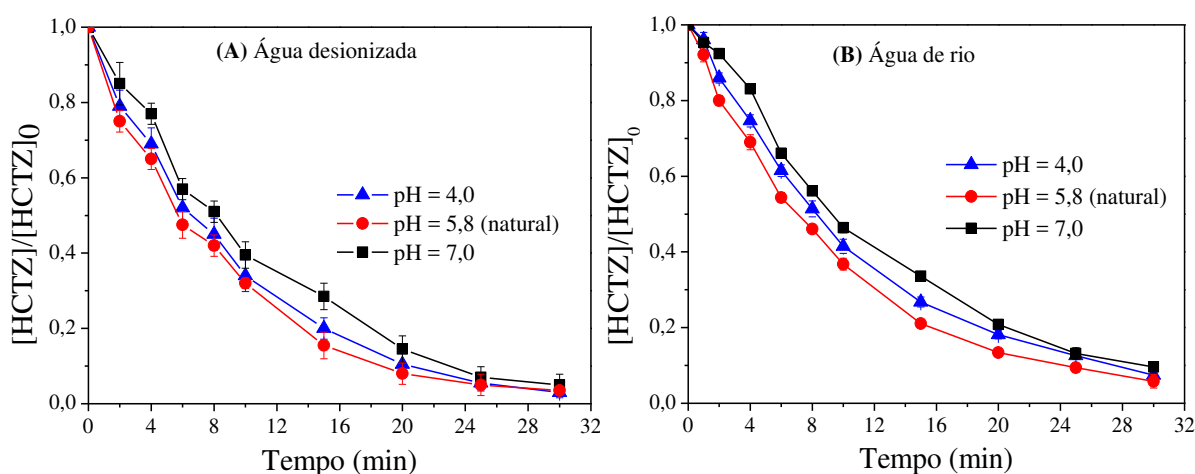 (A) Água desionizada
[HCTZ]/[HCTZ]0
1,0
0,8
0,6
0,4
0,2
0,0
pH = 4,0
pH = 5,8 (natural)
pH = 7,0
0 4 8 12 16 20 24 28 32
Tempo (min)
(B) Água de rio
[HCTZ]/[HCTZ]0
1,0
0,8
0,6
0,4
0,2
0,0
pH = 4,0
pH = 5,8 (natural)
pH = 7,0
0 4 8 12 16 20 24 28 32
Tempo (min)